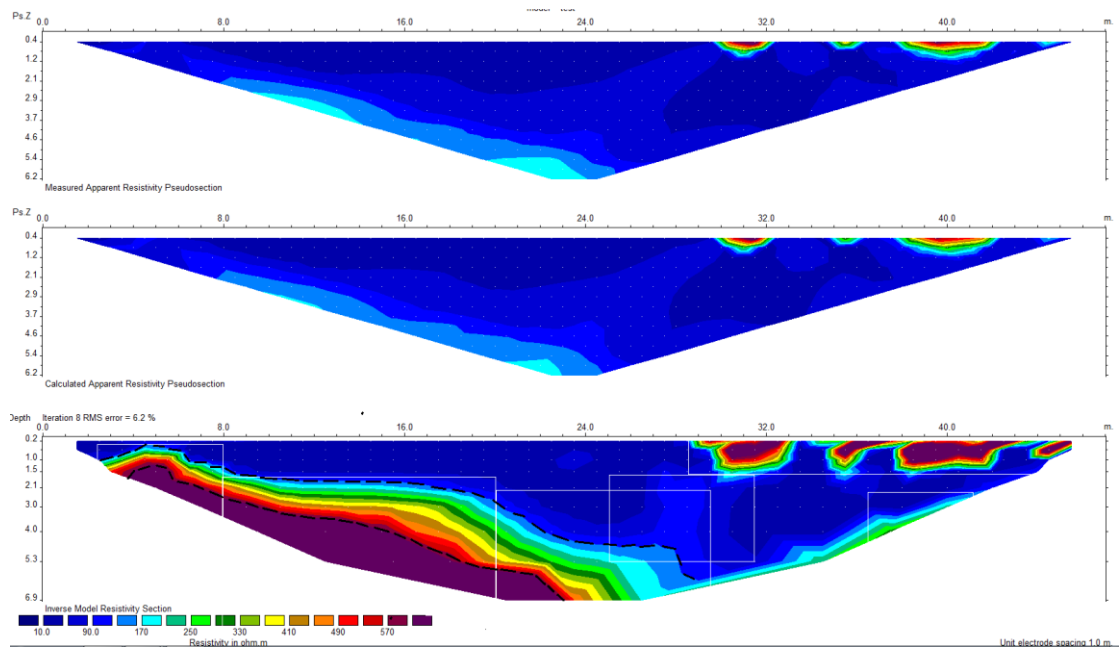 Ps.Z 0.0 8.0 16.0 24.0 32.0 40.0 m.
0.4
1.2
2.1
2.9
3.7
4.6
5.4
6.2
Measured Apparent Resistivity Pseudosection
Ps.Z 0.0 8.0 16.0 24.0 32.0 40.0 m.
0.4
1.2
2.1
2.9
3.7
4.6
5.4
6.2
Calculated Apparent Resistivity Pseudosection
Depth Iteration 8 RMS error = 6.2 %
0.0 8.0 16.0 24.0 32.0 40.0 m.
0.2
1.0
1.5
3.0
4.0
5.3
6.9
Inverse Model Resistivity Section
10.0 90.0 170 250 330 410 490 570
Resistivity in ohm.m
Unit electrode spacing 1.0 m.